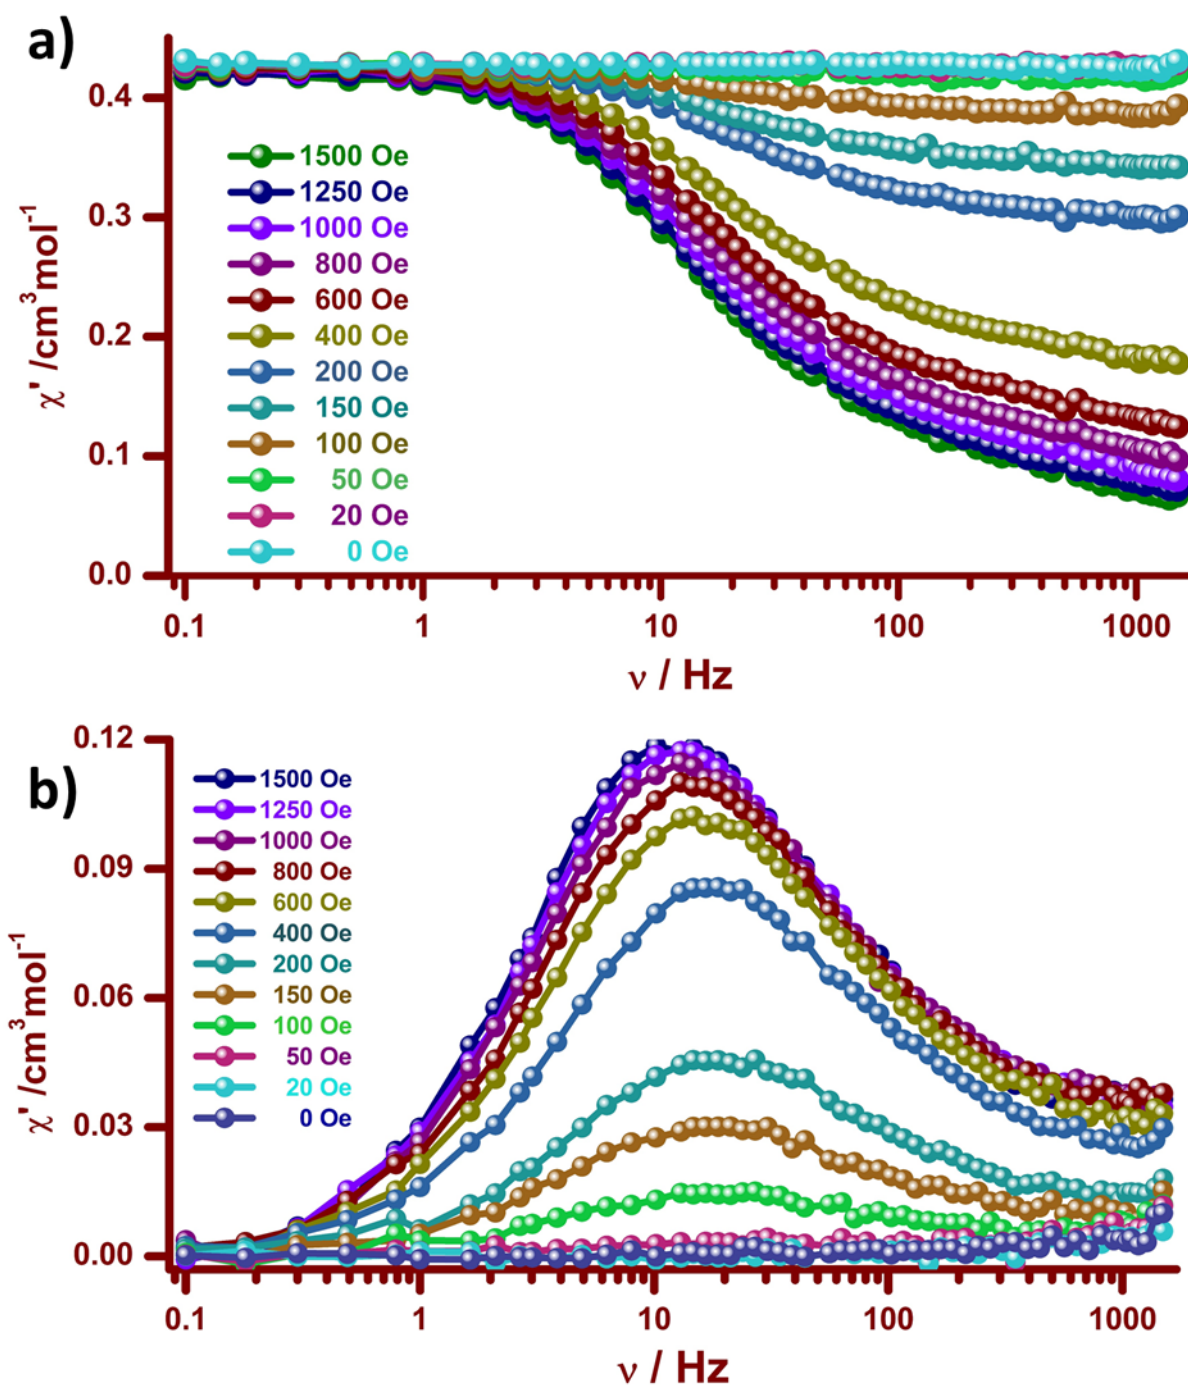 a)
0.4
0.3
0.2
0.1
0.0
χ' /cm³mol⁻¹
1500 Oe
1250 Oe
1000 Oe
800 Oe
600 Oe
400 Oe
200 Oe
150 Oe
100 Oe
50 Oe
20 Oe
0 Oe
0.1 1 10 100 1000
ν / Hz
b)
0.12
0.09
0.06
0.03
0.00
χ' /cm³mol⁻¹
1500 Oe
1250 Oe
1000 Oe
800 Oe
600 Oe
400 Oe
200 Oe
150 Oe
100 Oe
50 Oe
20 Oe
0 Oe
0.1 1 10 100 1000
ν / Hz